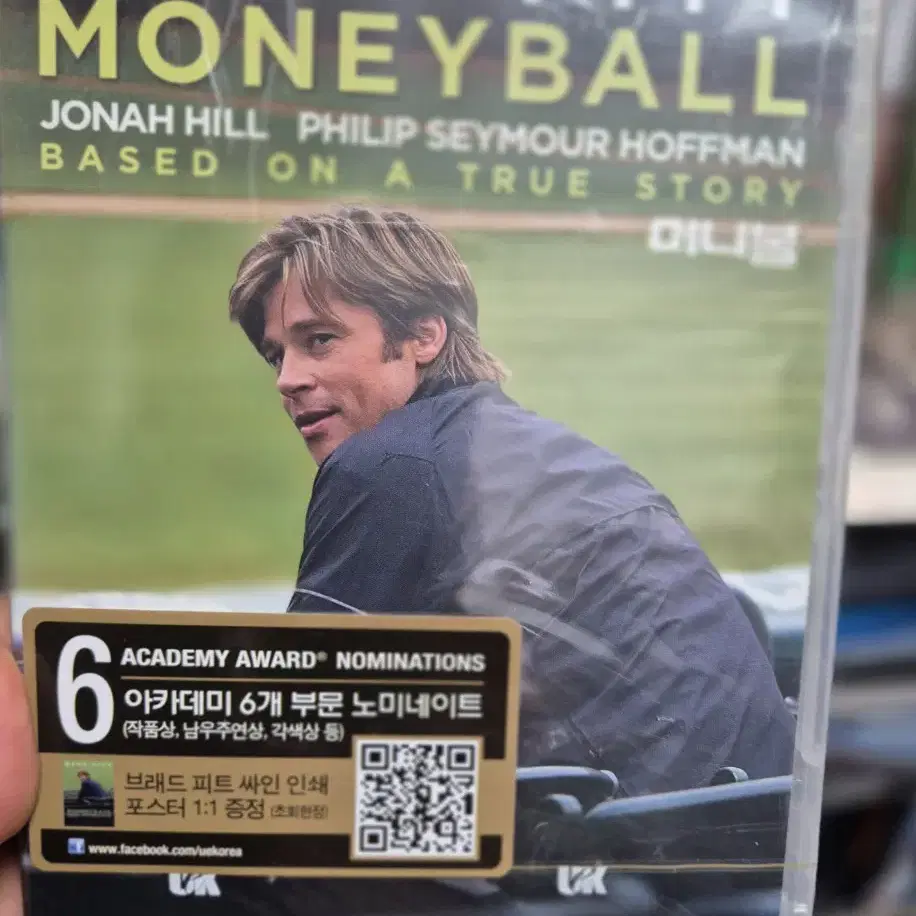 MONEYBALL
JONAH HILL PHILIP SEYMOUR HOFFMAN
BASED ON A TRUE STORY
머니볼
6
ACADEMY AWARD® NOMINATIONS
아카데미 6개 부문 노미네이트
(작품상, 남우주연상, 각색상 등)
브래드 피트 싸인 인쇄
포스터 1:1 증정 (초회한정)
f www.facebook.com/uekorea
UK UK